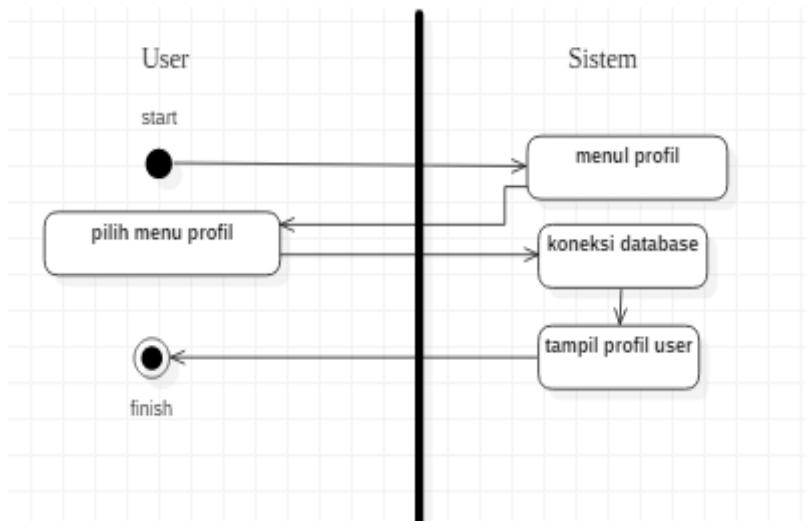 User
Sistem
start
menul profil
pilih menu profil
koneksi database
tampil profil user
finish